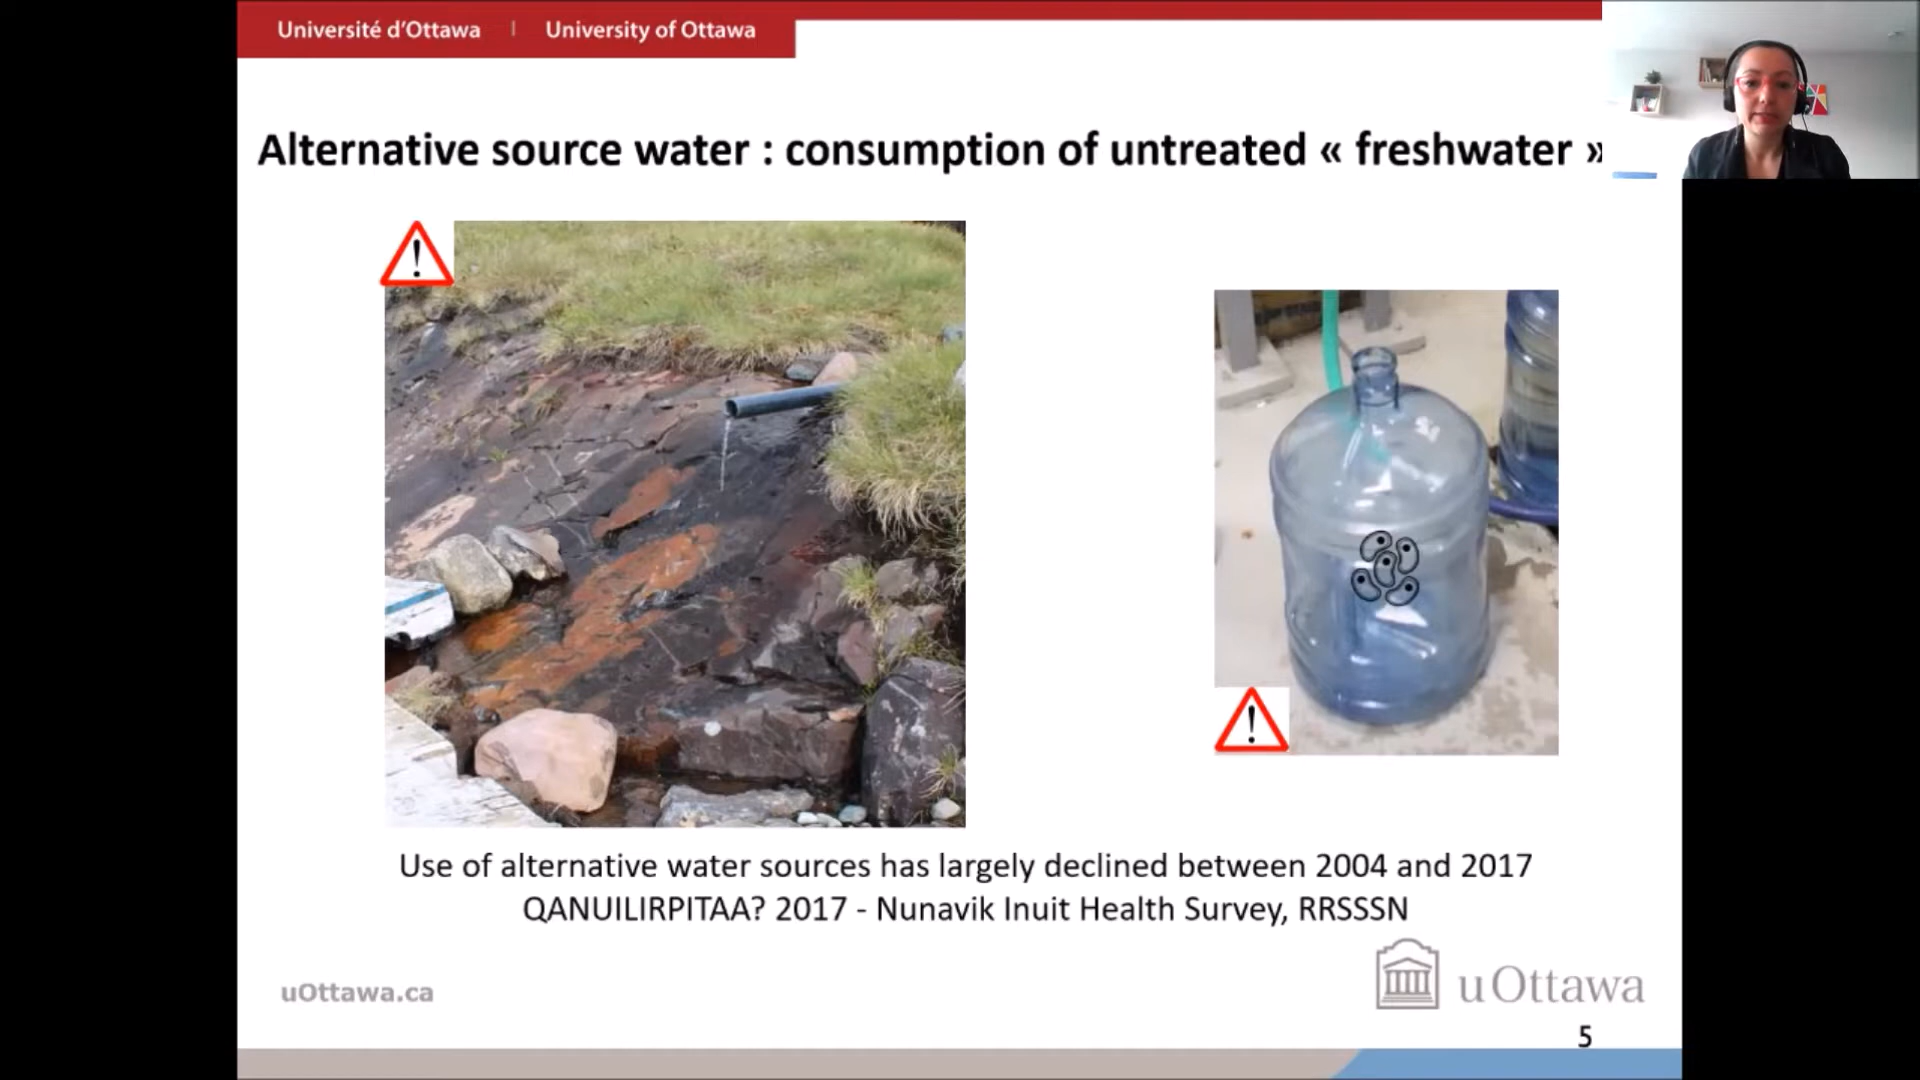 Université d'Ottawa | University of Ottawa
Alternative source water : consumption of untreated « freshwater »
!
!
Use of alternative water sources has largely declined between 2004 and 2017
QANUILIRPITAA? 2017 - Nunavik Inuit Health Survey, RRSSSN
uOttawa.ca
uOttawa
5